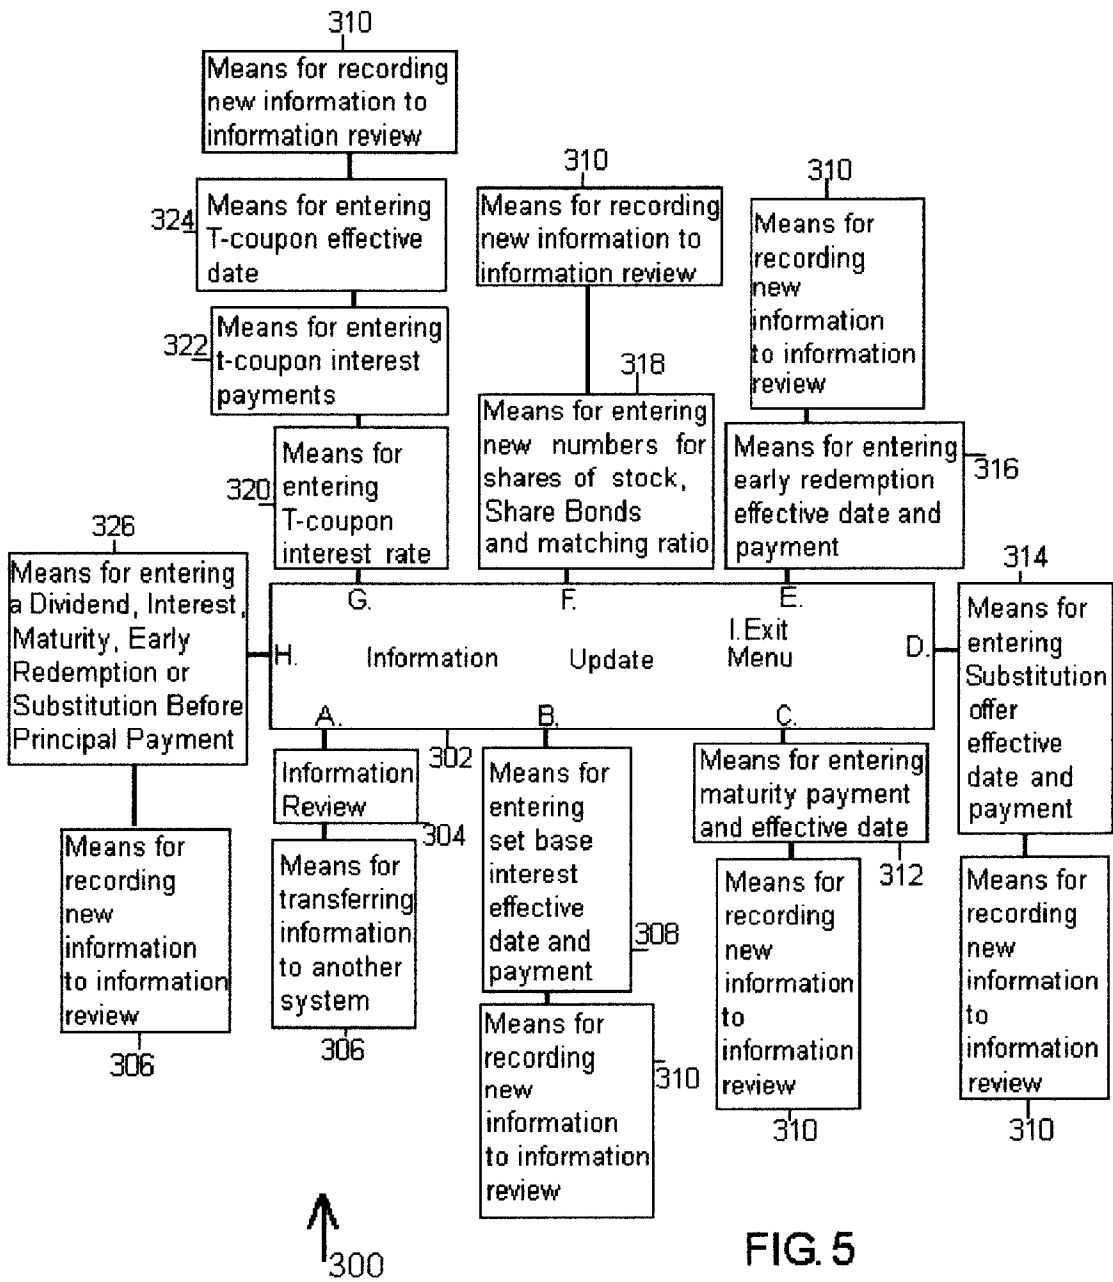 310
Means for recording
new information to
information review
324
Means for entering
T-coupon effective
date
322
Means for entering
t-coupon interest
payments
320
Means for
entering
T-coupon
interest rate
310
Means for recording
new information to
information review
318
Means for entering
new numbers for
shares of stock,
Share Bonds
and matching ratio
310
Means for
recording
new
information
to information
review
Means for entering
early redemption
effective date and
payment
316
326
Means for entering
a Dividend, Interest,
Maturity, Early
Redemption or
Substitution Before
Principal Payment
Means for
recording
new
information
to information
review
306
G.
F.
E.
H.
Information
Update
I.Exit
Menu
D.
A.
B.
C.
302
314
Means for
entering
Substitution
offer
effective
date and
payment
Means for
recording
new
information
to
information
review
310
Information
Review
304
Means for
transferring
information
to another
system
306
Means for
entering
set base
interest
effective
date and
payment
308
Means for
recording
new
information
to information
review
310
Means for entering
maturity payment
and effective date
312
Means for
recording
new
information
to
information
review
310
300
FIG. 5